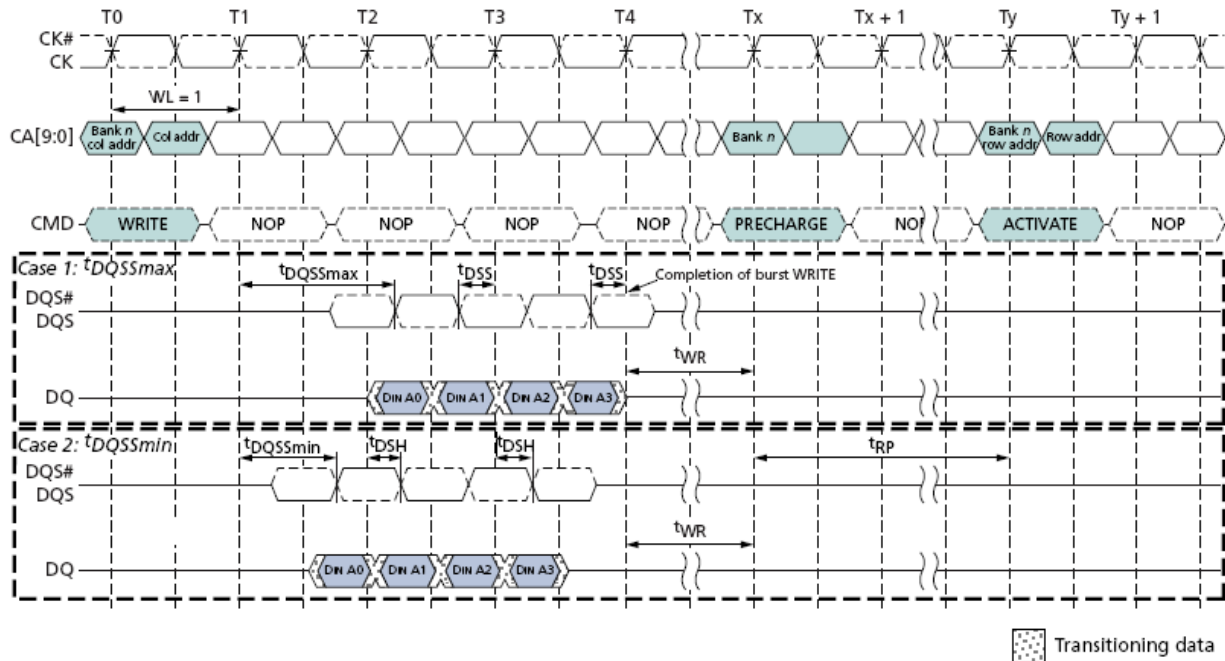 T0 T1 T2 T3 T4 Tx Tx + 1 Ty Ty + 1
CK#
CK
WL = 1
CA[9:0] Bank n col addr Col addr Bank n Bank n row addr Row addr
CMD WRITE NOP NOP NOP NOP PRECHARGE NOP ACTIVATE NOP
Case 1: tDQSSmax
tDQSSmax tDSS tDSS Completion of burst WRITE
DQS#
DQS
tWR
DQ DIN A0 DIN A1 DIN A2 DIN A3
Case 2: tDQSSmin
tDQSSmin tDSH tDSH tRP
DQS#
DQS
tWR
DQ DIN A0 DIN A1 DIN A2 DIN A3
Transitioning data